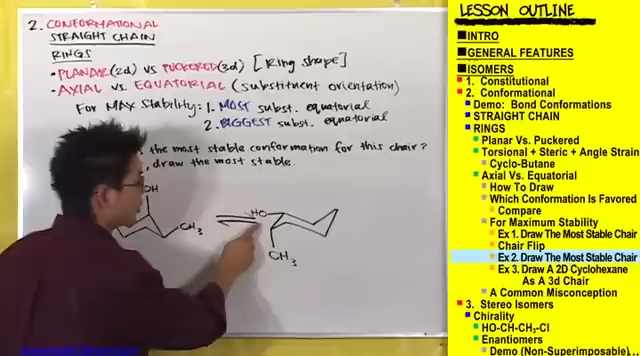 2. CONFORMATIONAL
STRAIGHT CHAIN
RINGS
• PLANAR (2d) vs PUCKERED (3d) [Ring shape]
• AXIAL vs EQUATORIAL (substituent orientation)
FOR MAX Stability: 1. MOST subst. equatorial
2. BIGGEST subst. equatorial
the most stable conformation for this chair?
draw the most stable.
OH
CH3
HO
CH3
LESSON OUTLINE
INTRO
GENERAL FEATURES
ISOMERS
1. Constitutional
2. Conformational
Demo: Bond Conformations
STRAIGHT CHAIN
RINGS
Planar Vs. Puckered
Torsional + Steric + Angle Strain
Cyclo-Butane
Axial Vs. Equatorial
How to Draw
Which Conformation Is Favored
Compare
For Maximum Stability
Ex 1. Draw The Most Stable Chair
Chair Flip
Ex 2. Draw The Most Stable Chair
Ex 3. Draw A 2D Cyclohexane
As A 3d Chair
A Common Misconception
3. Stereo Isomers
Chirality
HO-CH-CH3-Cl
Enantiomers
Demo (Non-Superimposable)